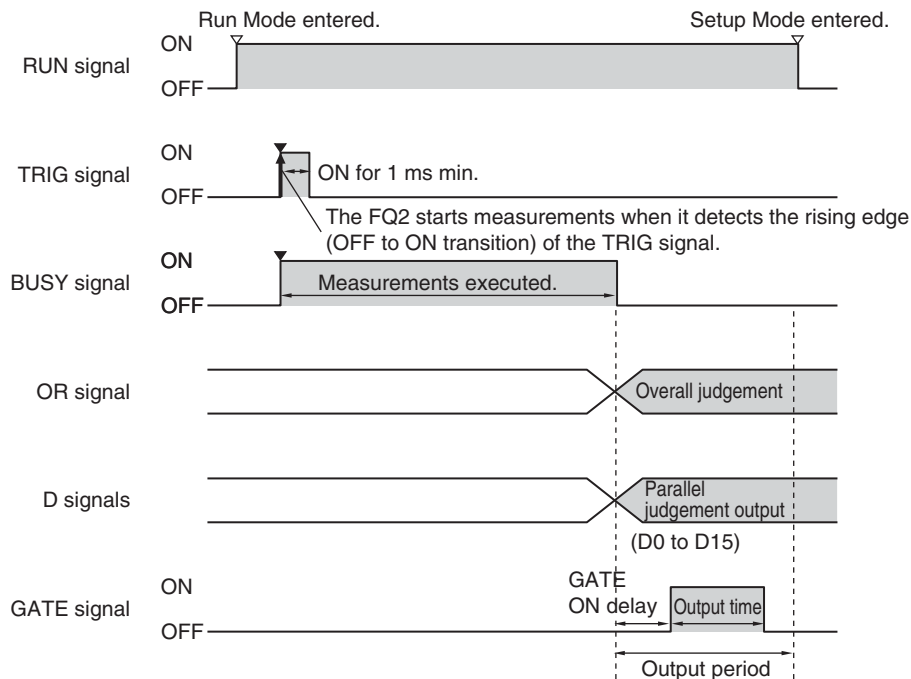 Run Mode entered.
Setup Mode entered.
RUN signal
ON
OFF
TRIG signal
ON
OFF
ON for 1 ms min.
The FQ2 starts measurements when it detects the rising edge
(OFF to ON transition) of the TRIG signal.
BUSY signal
ON
OFF
Measurements executed.
OR signal
Overall judgement
D signals
Parallel
judgement output
(D0 to D15)
GATE signal
ON
OFF
GATE
ON delay
Output time
Output period